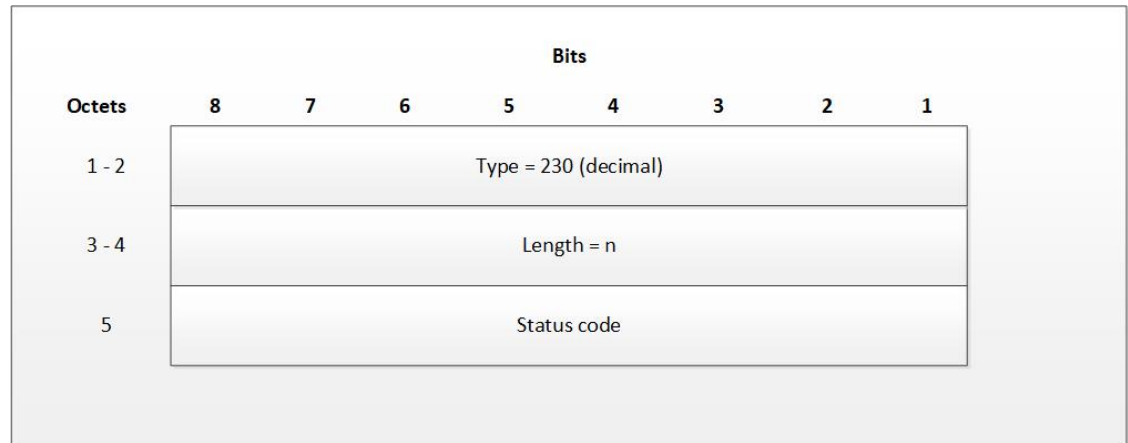 Bits
Octets 8 7 6 5 4 3 2 1
1 - 2 Type = 230 (decimal)
3 - 4 Length = n
5 Status code